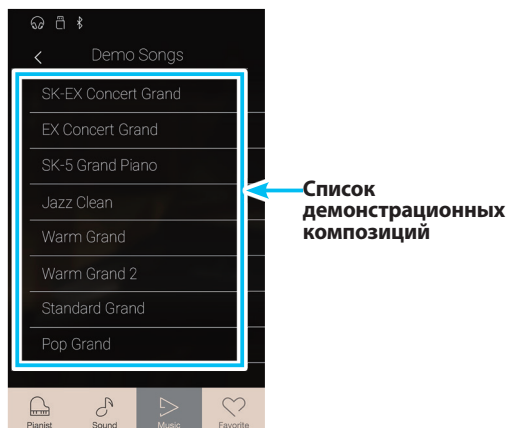 Demo Songs
SK-EX Concert Grand
EX Concert Grand
SK-5 Grand Piano
Jazz Clean
Warm Grand
Warm Grand 2
Standard Grand
Pop Grand
Список
демонстрационных
композиций
Pianist Sound Music Favorite